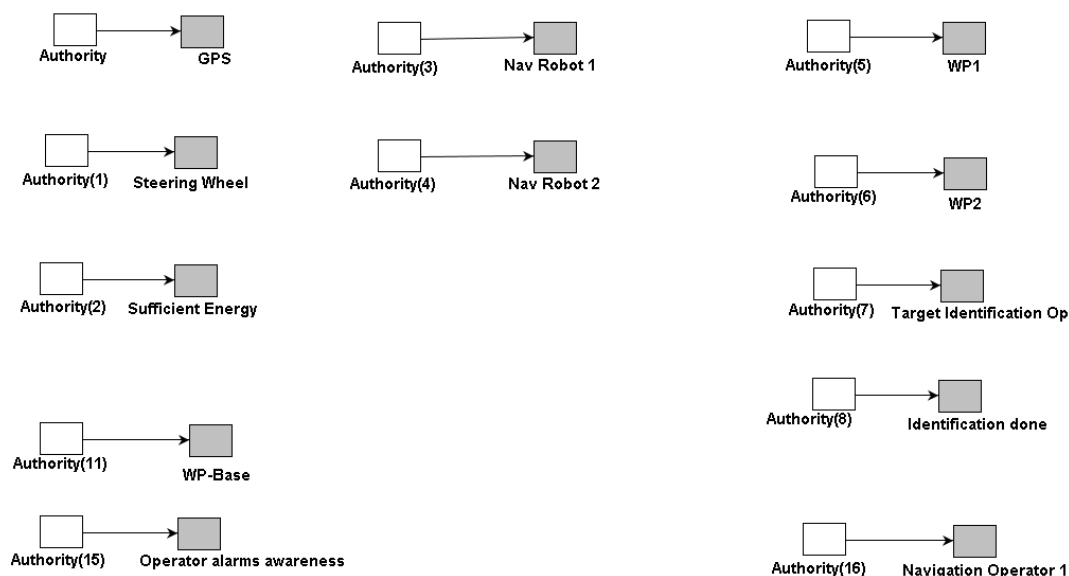 Authority
GPS
Authority(3)
Nav Robot 1
Authority(5)
WP1
Authority(1)
Steering Wheel
Authority(4)
Nav Robot 2
Authority(6)
WP2
Authority(2)
Sufficient Energy
Authority(7)
Target Identification Op
Authority(8)
Identification done
Authority(11)
WP-Base
Authority(15)
Operator alarms awareness
Authority(16)
Navigation Operator 1